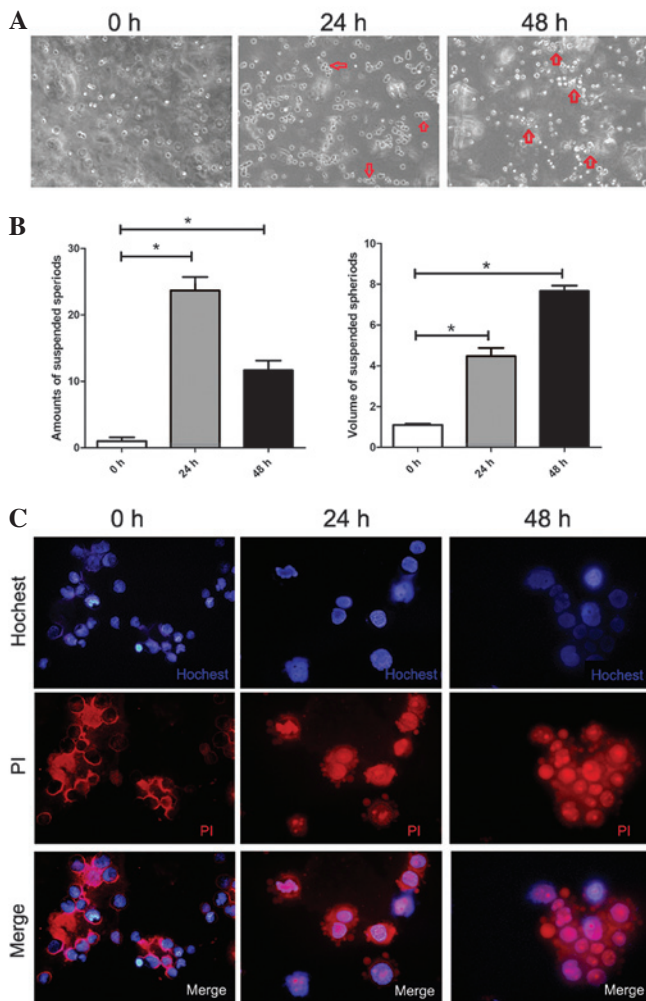 A
0 h 24 h 48 h
B
Amounts of suspended speriods
30
20
10
0
* *
0 h 24 h 48 h
Volume of suspended spheriods
8
6
4
2
0
* *
0 h 24 h 48 h
C
0 h 24 h 48 h
Hochest
Hochest Hochest Hochest
PI
PI PI PI
Merge
Merge Merge Merge